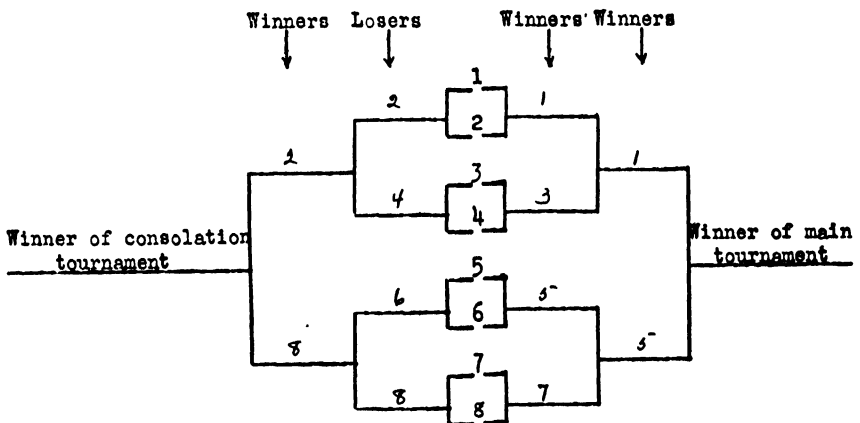 Winners Losers Winners Winners
1
2 2 1
2 3 1
4 4 3
Winner of consolation Winner of main
tournament tournament
5
6 6 5
8 7 5
8 8 7